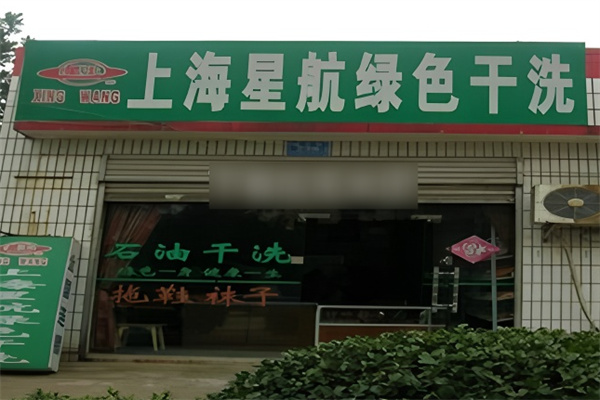 上海星航绿色干洗
XING WANG
石油干洗
绿色一身 健康一生
拖鞋 袜子